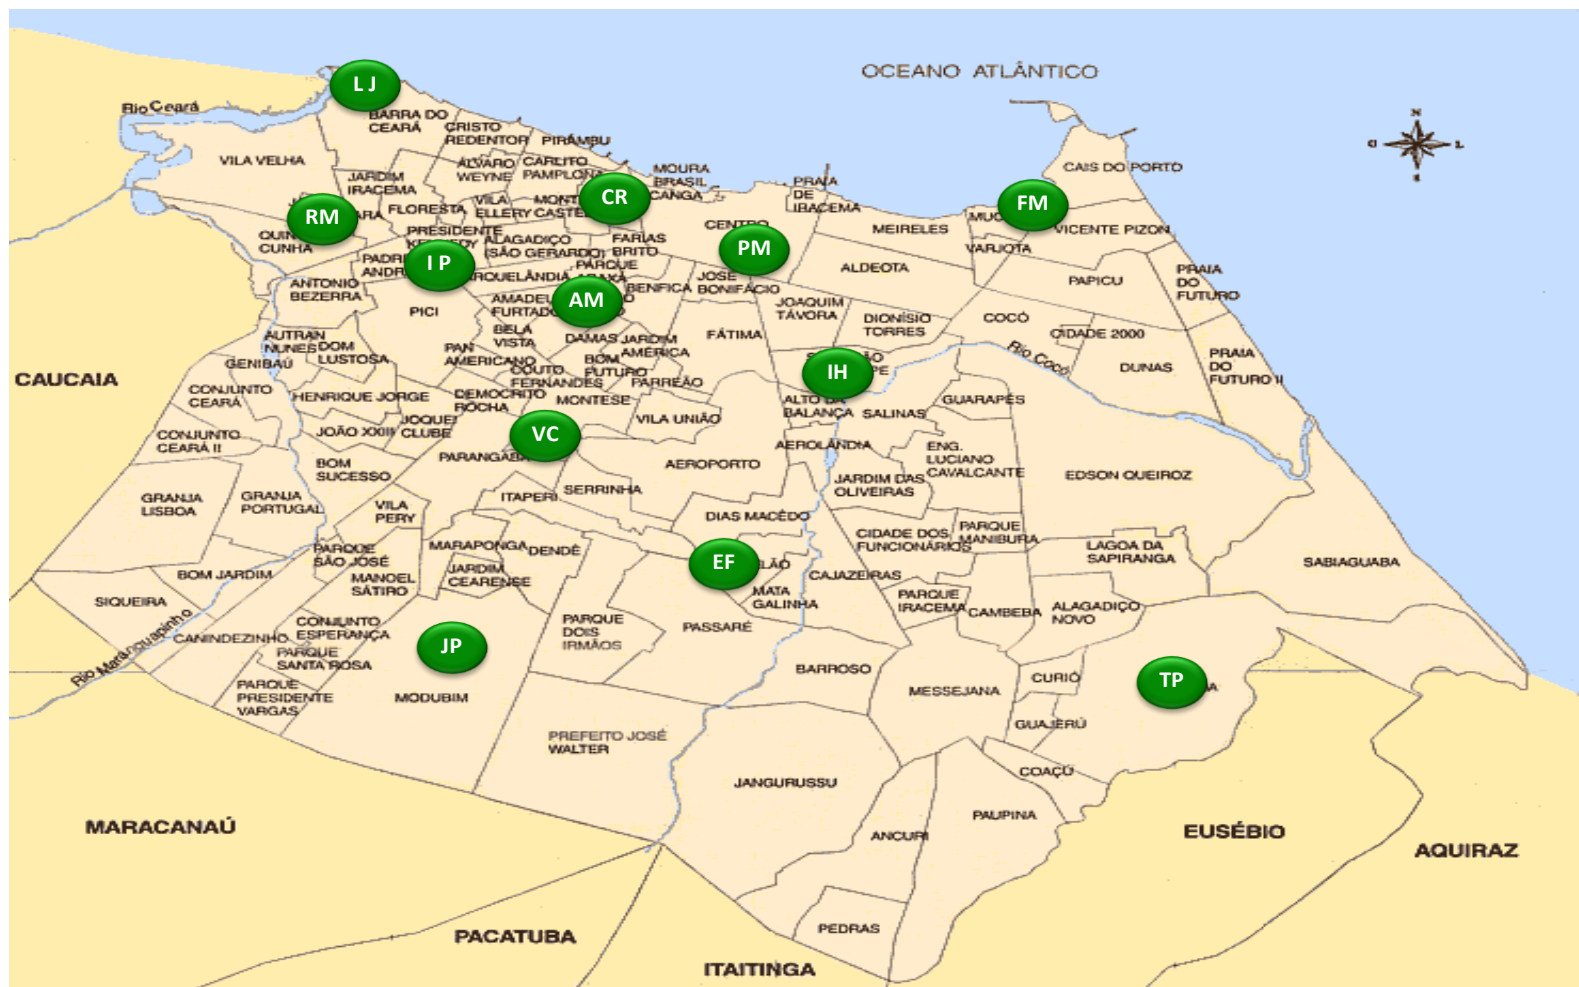 OCEANO ATLÂNTICO
L J
Rio Ceará
BARRA DO
CEARÁ
CRISTO
REDENTOR
PIRÂMBU
N
O
L
S
VILA VELHA
ÁLVARO
WEYNE
CARLITO
PAMPLONA
MOURA
BRASIL
CAIS DO PORTO
JARDIM
IRACEMA
PRAIA
DE
IRACEMA
RM
FLORESTA
VILA
ELLERY
CR
CENTRO
FM
QUIN
CUNHA
PRESIDENTE
ALAGADIÇO
(SÃO GERARDO)
FARIAS
BRITO
PM
MEIRELES
VARJOTA
VICENTE PIZON
I P
PARQUE
ALDEOTA
ANTONIO
BEZERRA
AM
BENFICA
JOSÉ
BONIFÁCIO
PAPICU
PRAIA
DO
FUTURO
PICI
JOAQUIM
TÁVORA
DIONÍSIO
TORRES
COCÓ
CIDADE 2000
AUTRAN
NUNES
DOM
LUSTOSA
BELA
VISTA
DAMAS
JARDIM
AMÉRICA
FÁTIMA
Rio Cocó
DUNAS
PRAIA
DO
FUTURO II
GENIBAÚ
PAN
AMERICANO
COUTO
FERNANDES
BOM
FUTURO
PARREÃO
IH
CAUCAIA
CONJUNTO
CEARÁ
HENRIQUE JORGE
DEMOCRITO
ROCHA
MONTESE
VILA UNIÃO
ALTO DA
BALANÇA
SALINAS
GUARAPES
CONJUNTO
CEARÁ II
JOÃO XXIII
JOQUEI
CLUBE
VC
AEROLÂNDIA
ENG.
LUCIANO
CAVALCANTE
BOM
SUCESSO
PARANGABA
AEROPORTO
EDSON QUEIROZ
GRANJA
LISBOA
GRANJA
PORTUGAL
VILA
PERY
ITAPERI
SERRINHA
JARDIM DAS
OLIVEIRAS
DIAS MACÊDO
CIDADE DOS
FUNCIONÁRIOS
PARQUE
MANIBURA
PARQUE
SÃO JOSÉ
MARAPONGA
DENDÊ
EF
LAGOA DA
SAPIRANGA
SABIAGUABA
BOM JARDIM
MANOEL
SÁTIRO
JARDIM
CEARENSE
MATA
GALINHA
CAJAZEIRAS
SIQUEIRA
PARQUE
IRACEMA
CAMBEBA
ALAGADIÇO
NOVO
Rio Maranguapinho
CANINDEZINHO
CONJUNTO
ESPERANÇA
PARQUE
DOIS
IRMÃOS
PASSARÉ
PARQUE
SANTA ROSA
JP
BARROSO
CURIÓ
TP
PARQUE
PRESIDENTE
VARGAS
MODUBIM
MESSEJANA
GUAJERÚ
PREFEITO JOSÉ
WALTER
JANGURUSSU
COAÇÚ
MARACANAÚ
PAUPINA
EUSÉBIO
ANCURI
AQUIRAZ
PACATUBA
PEDRAS
ITAITINGA